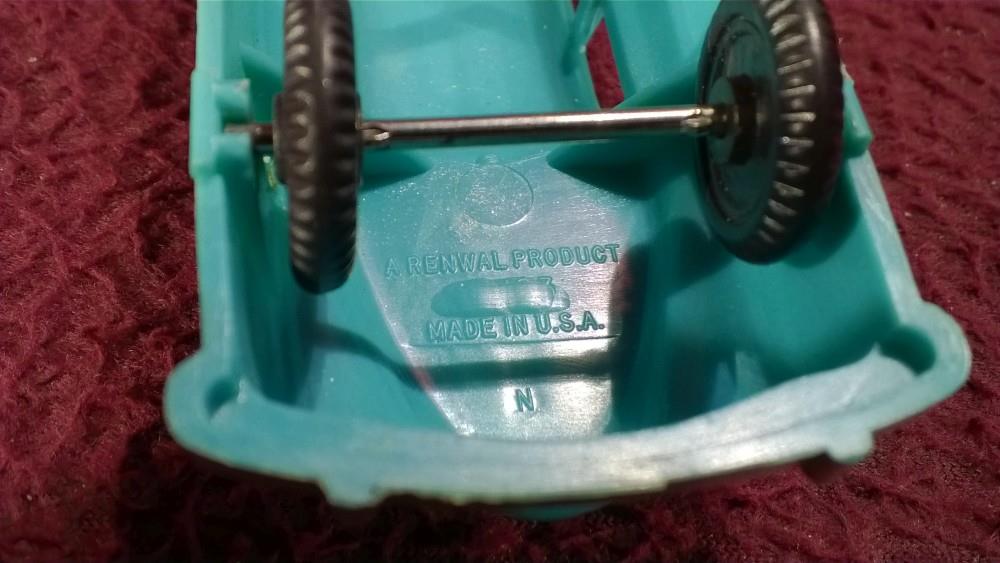 A RENWAL PRODUCT
MADE IN U.S.A.
N